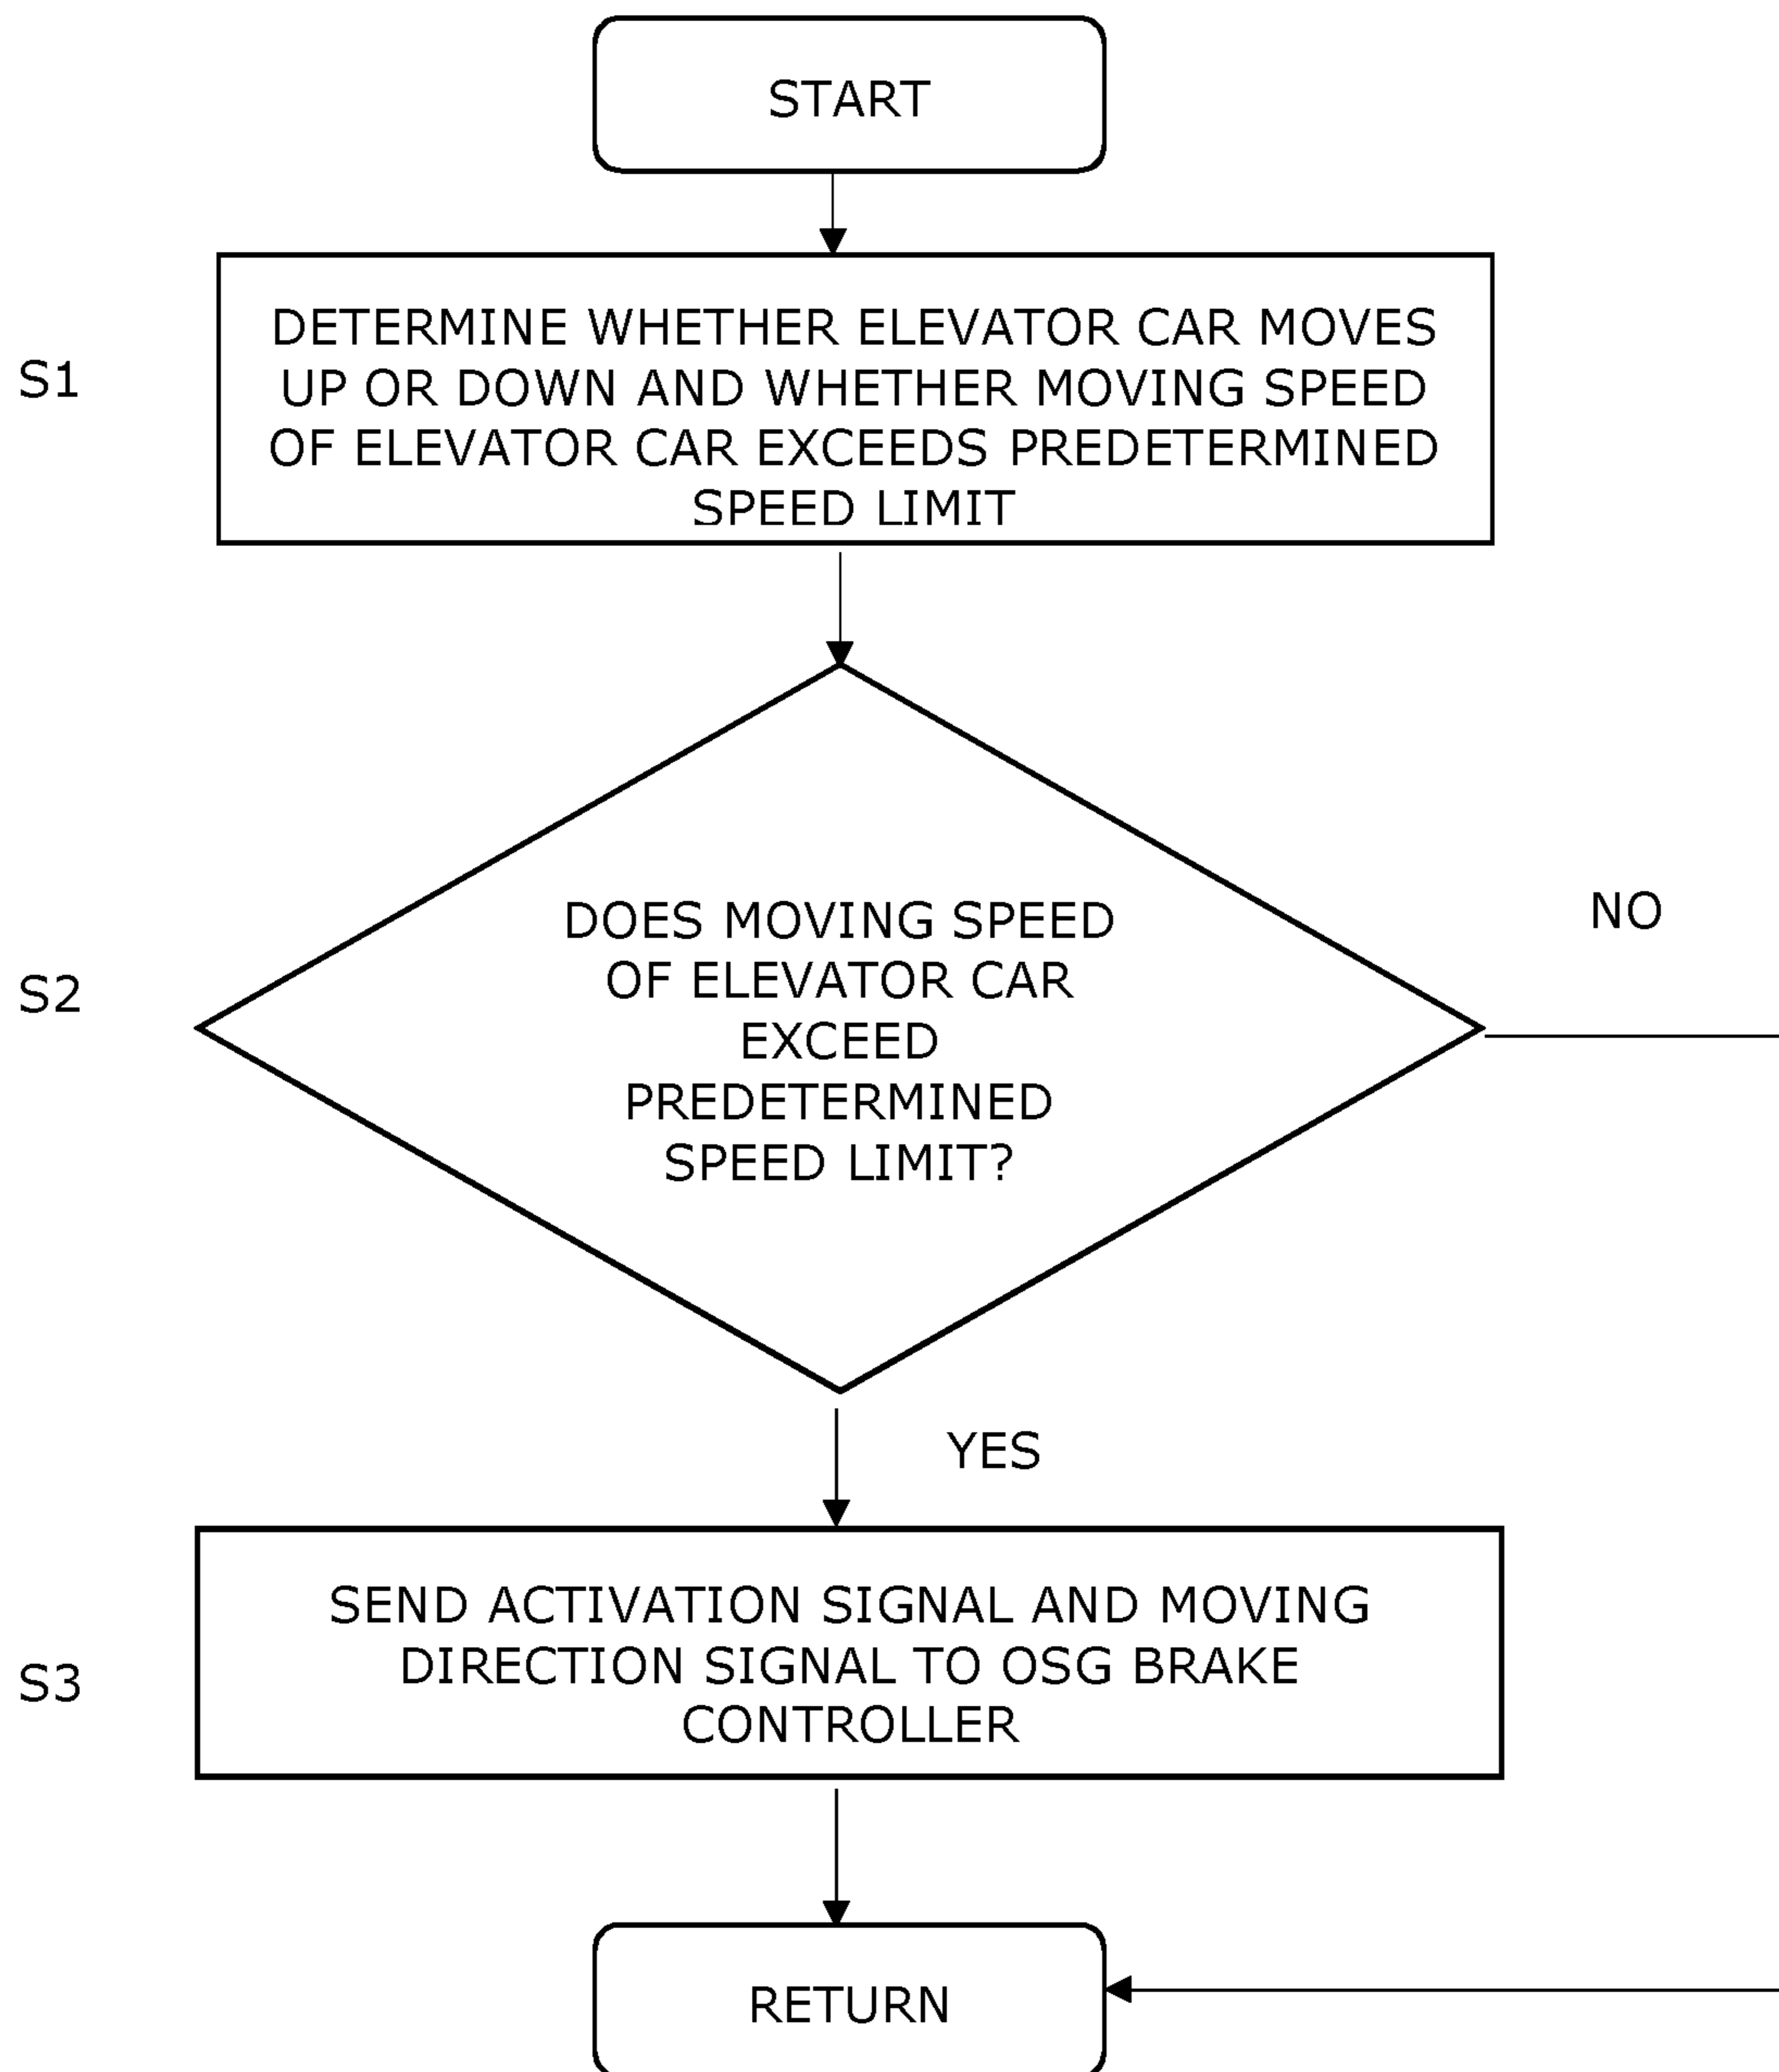 START
S1
DETERMINE WHETHER ELEVATOR CAR MOVES
UP OR DOWN AND WHETHER MOVING SPEED
OF ELEVATOR CAR EXCEEDS PREDETERMINED
SPEED LIMIT
S2
DOES MOVING SPEED
OF ELEVATOR CAR
EXCEED
PREDETERMINED
SPEED LIMIT?
NO
YES
S3
SEND ACTIVATION SIGNAL AND MOVING
DIRECTION SIGNAL TO OSG BRAKE
CONTROLLER
RETURN